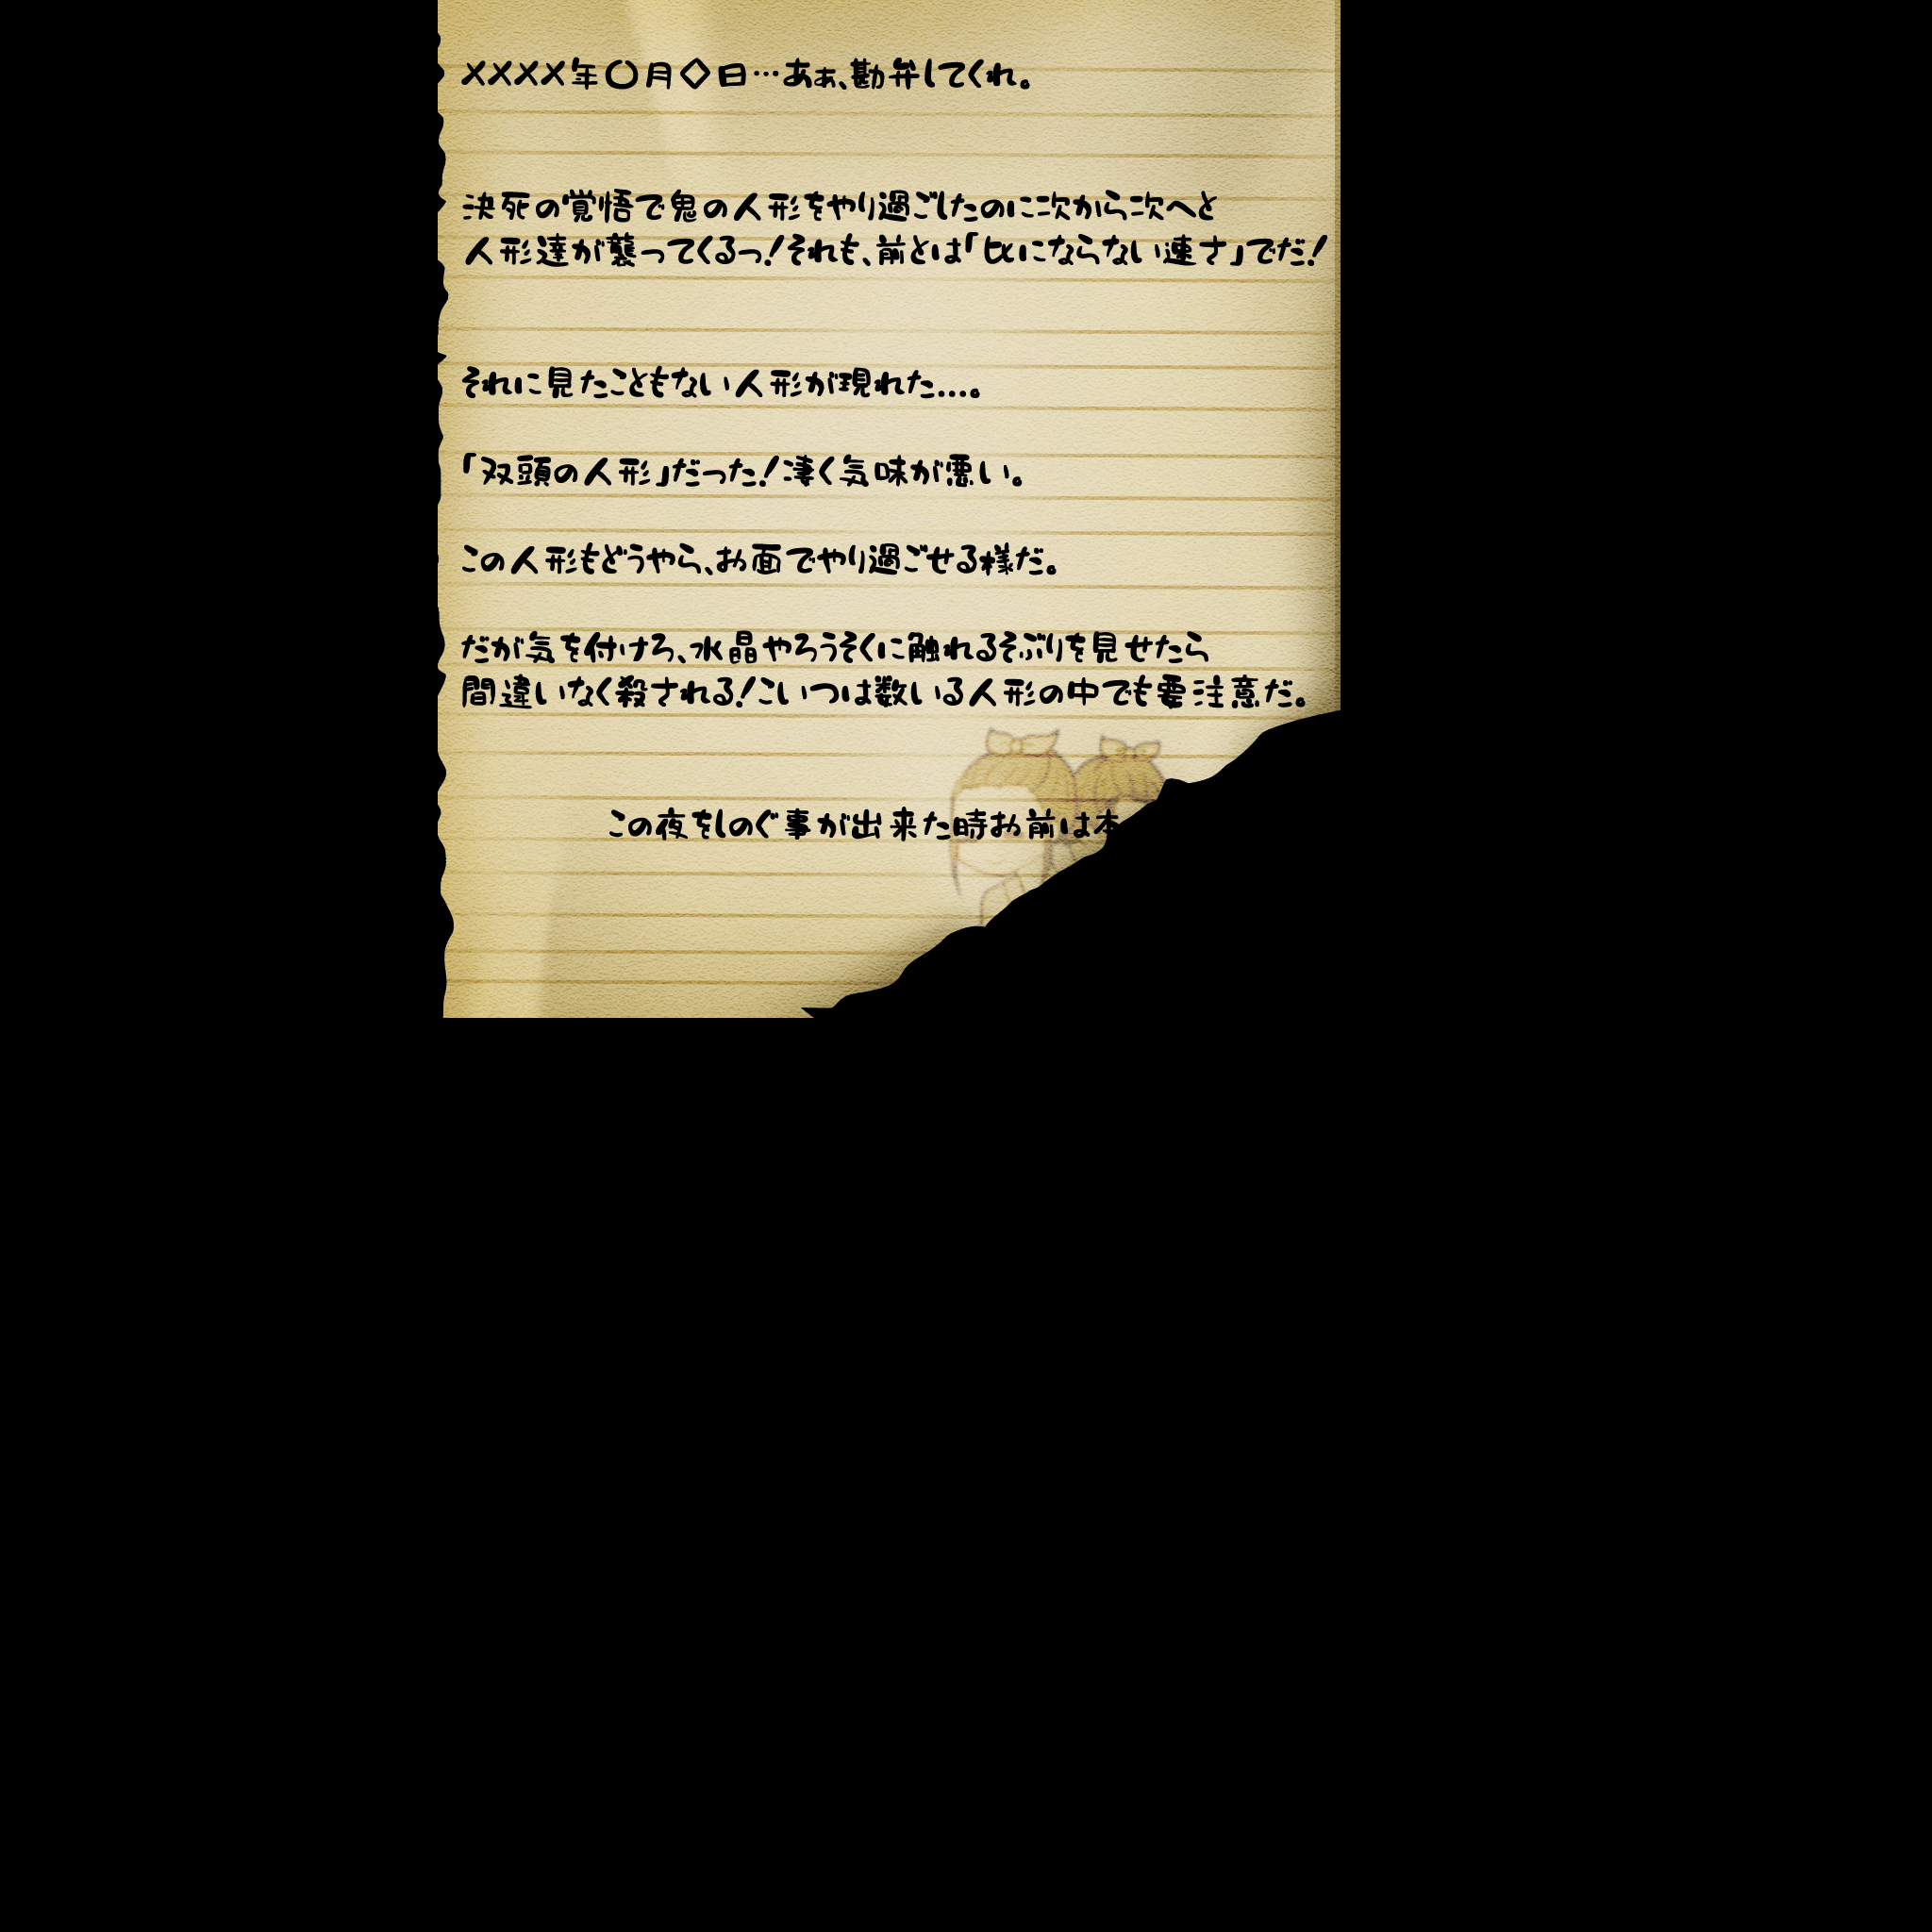 XXXX年〇月◇日…あぁ、勘弁してくれ。
決死の覚悟で鬼の人形をやり過ごしたのに次から次へと
人形達が襲ってくるっ!それも、前とは「比にならない速さ」でだ!
それに見たこともない人形が現れた...。
「双頭の人形」だった!凄く気味が悪い。
この人形もどうやら、お面でやり過ごせる様だ。
だが気を付けろ、水晶やろうそくに触れるそぶりを見せたら
間違いなく殺される!こいつは数いる人形の中でも要注意だ。
この夜をしのぐ事が出来た時お前は本